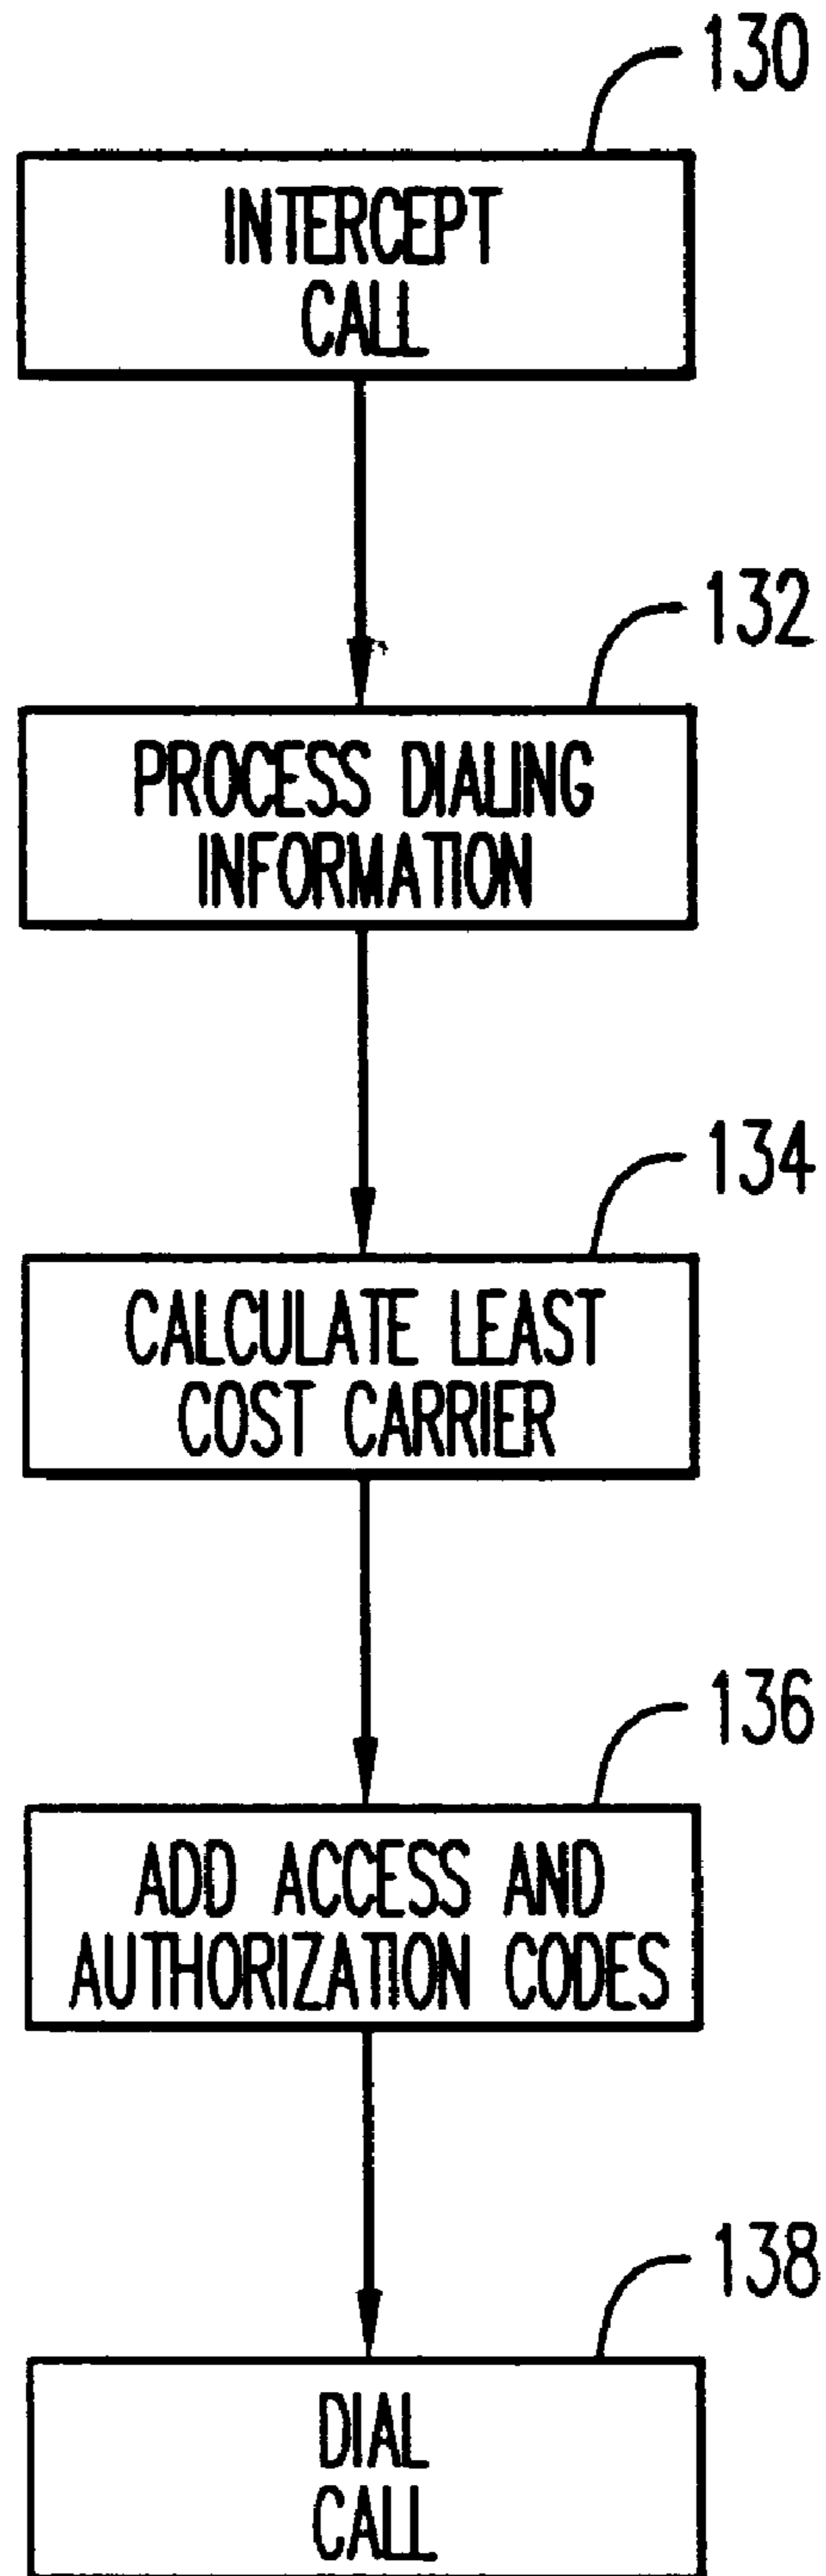 130
INTERCEPT
CALL
132
PROCESS DIALING
INFORMATION
134
CALCULATE LEAST
COST CARRIER
136
ADD ACCESS AND
AUTHORIZATION CODES
138
DIAL
CALL